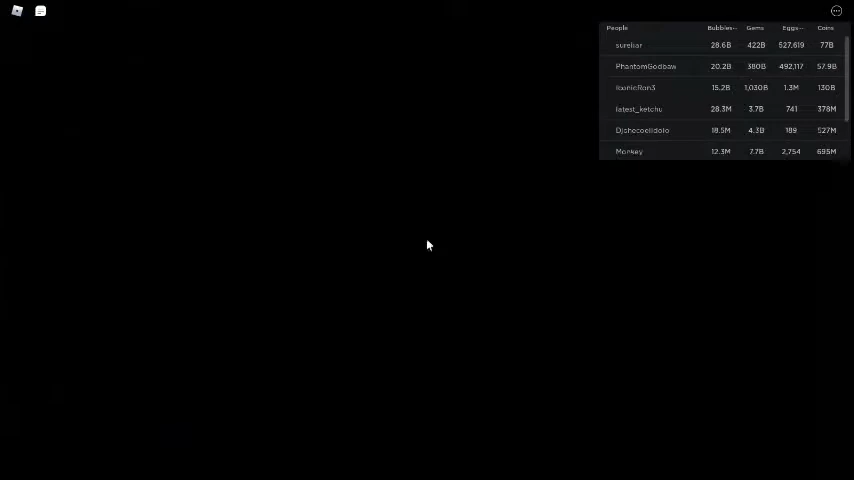 People Bubbles-- Gems Eggs-- Coins
sureliar 28.6B 422B 527,619 77B
PhantomGodbaw 20.2B 380B 492,117 57.9B
IconicRon3 15.2B 1,030B 1.3M 130B
latest_ketchu 28.3M 3.7B 741 378M
18.5M 4.3B 189 527M
Monkey 12.3M 7.7B 2,754 695M